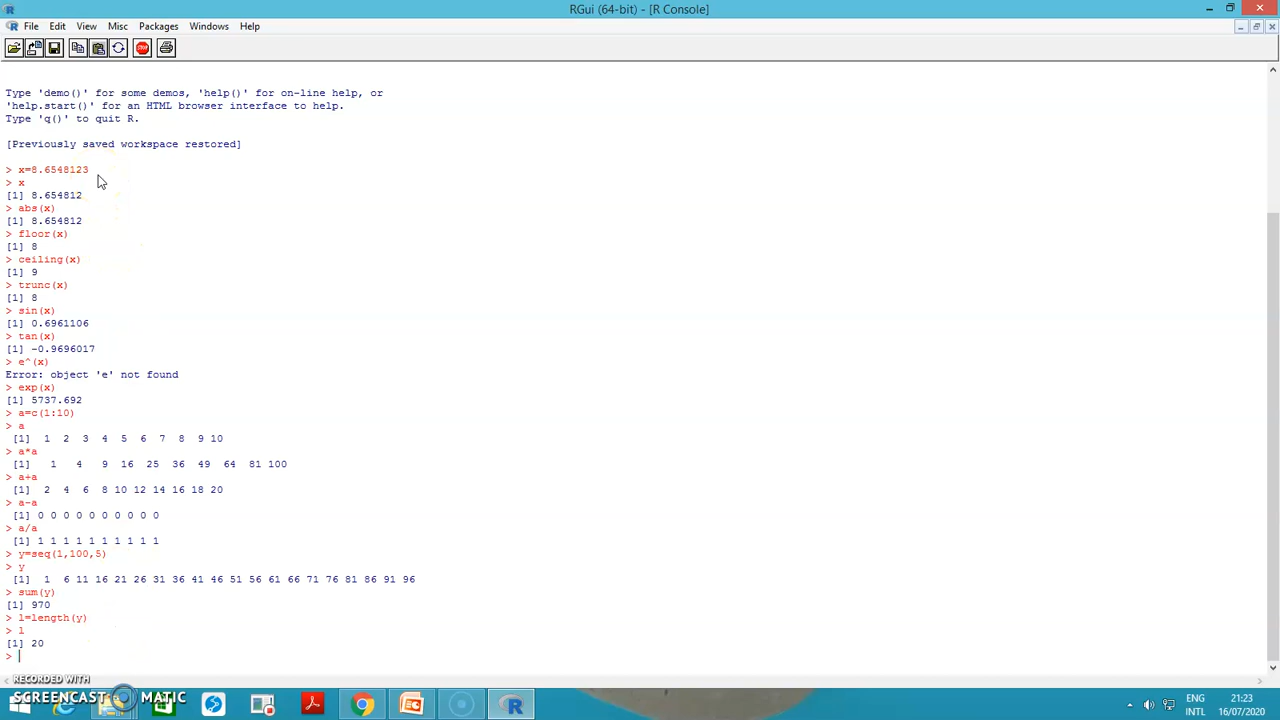 RGui (64-bit) - [R Console]
File Edit View Misc Packages Windows Help
STOP
Type 'demo()' for some demos, 'help()' for on-line help, or
'help.start()' for an HTML browser interface to help.
Type 'q()' to quit R.
[Previously saved workspace restored]
> x=8.6548123
> x
[1] 8.654812
> abs(x)
[1] 8.654812
> floor(x)
[1] 8
> ceiling(x)
[1] 9
> trunc(x)
[1] 8
> sin(x)
[1] 0.6961106
> tan(x)
[1] -0.9696017
> e^(x)
Error: object 'e' not found
> exp(x)
[1] 5737.692
> a=c(1:10)
> a
[1] 1 2 3 4 5 6 7 8 9 10
> a*a
[1] 1 4 9 16 25 36 49 64 81 100
> a+a
[1] 2 4 6 8 10 12 14 16 18 20
> a-a
[1] 0 0 0 0 0 0 0 0 0 0
> a/a
[1] 1 1 1 1 1 1 1 1 1 1
> y=seq(1,100,5)
> y
[1] 1 6 11 16 21 26 31 36 41 46 51 56 61 66 71 76 81 86 91 96
> sum(y)
[1] 970
> l=length(y)
> l
[1] 20
>
RECORDED WITH
SCREENCAST MATIC
ENG 21:23
INTL 16/07/2020